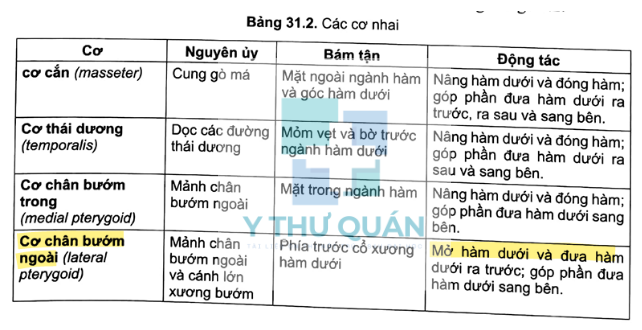 Bảng 31.2. Các cơ nhai
Cơ
Nguyên ủy
Bám tận
Động tác
cơ cắn (masseter)
Cung gò má
Mặt ngoài ngành hàm
và góc hàm dưới
Nâng hàm dưới và đóng hàm;
góp phần đưa hàm dưới ra
trước, ra sau và sang bên.
Cơ thái dương
(temporalis)
Dọc các đường
thái dương
Mỏm vẹt và bờ trước
ngành hàm dưới
Nâng hàm dưới và đóng hàm;
góp phần đưa hàm dưới ra
sau và sang bên.
Cơ chân bướm
trong
(medial pterygoid)
Mảnh chân
bướm ngoài
Mặt trong ngành hàm
Nâng hàm dưới và đóng hàm;
góp phần đưa hàm dưới sang
bên.
Cơ chân bướm
ngoài (lateral
pterygoid)
Mảnh chân
bướm ngoài
và cánh lớn
xương bướm
Phía trước cổ xương
hàm dưới
Mở hàm dưới và đưa hàm
dưới ra trước; góp phần đưa
hàm dưới sang bên.
Y THƯ QUÁN